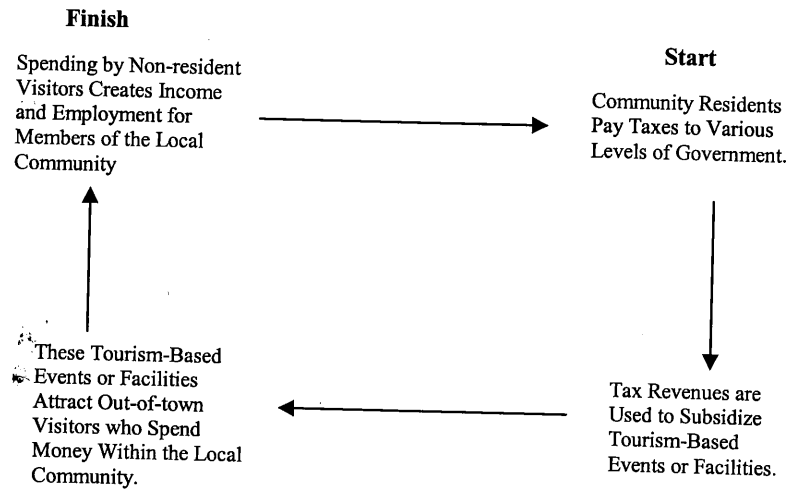 Finish
Spending by Non-resident
Visitors Creates Income
and Employment for
Members of the Local
Community
Start
Community Residents
Pay Taxes to Various
Levels of Government.
Tax Revenues are
Used to Subsidize
Tourism-Based
Events or Facilities.
These Tourism-Based
Events or Facilities
Attract Out-of-town
Visitors who Spend
Money Within the Local
Community.